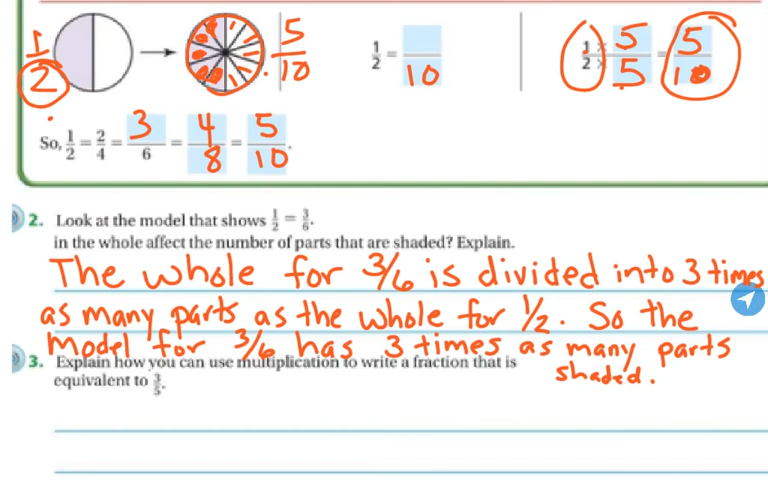 1/2 → 5/10 1/2 = __/10 1/2 × 5/5 = 5/10
So, 1/2 = 2/4 = 3/6 = 4/8 = 5/10.
2. Look at the model that shows 1/2 = 3/6.
in the whole affect the number of parts that are shaded? Explain.
The whole for 3/6 is divided into 3 times
as many parts as the whole for 1/2. So the
model for 3/6 has 3 times as many parts
shaded.
3. Explain how you can use multiplication to write a fraction that is
equivalent to 3/5.